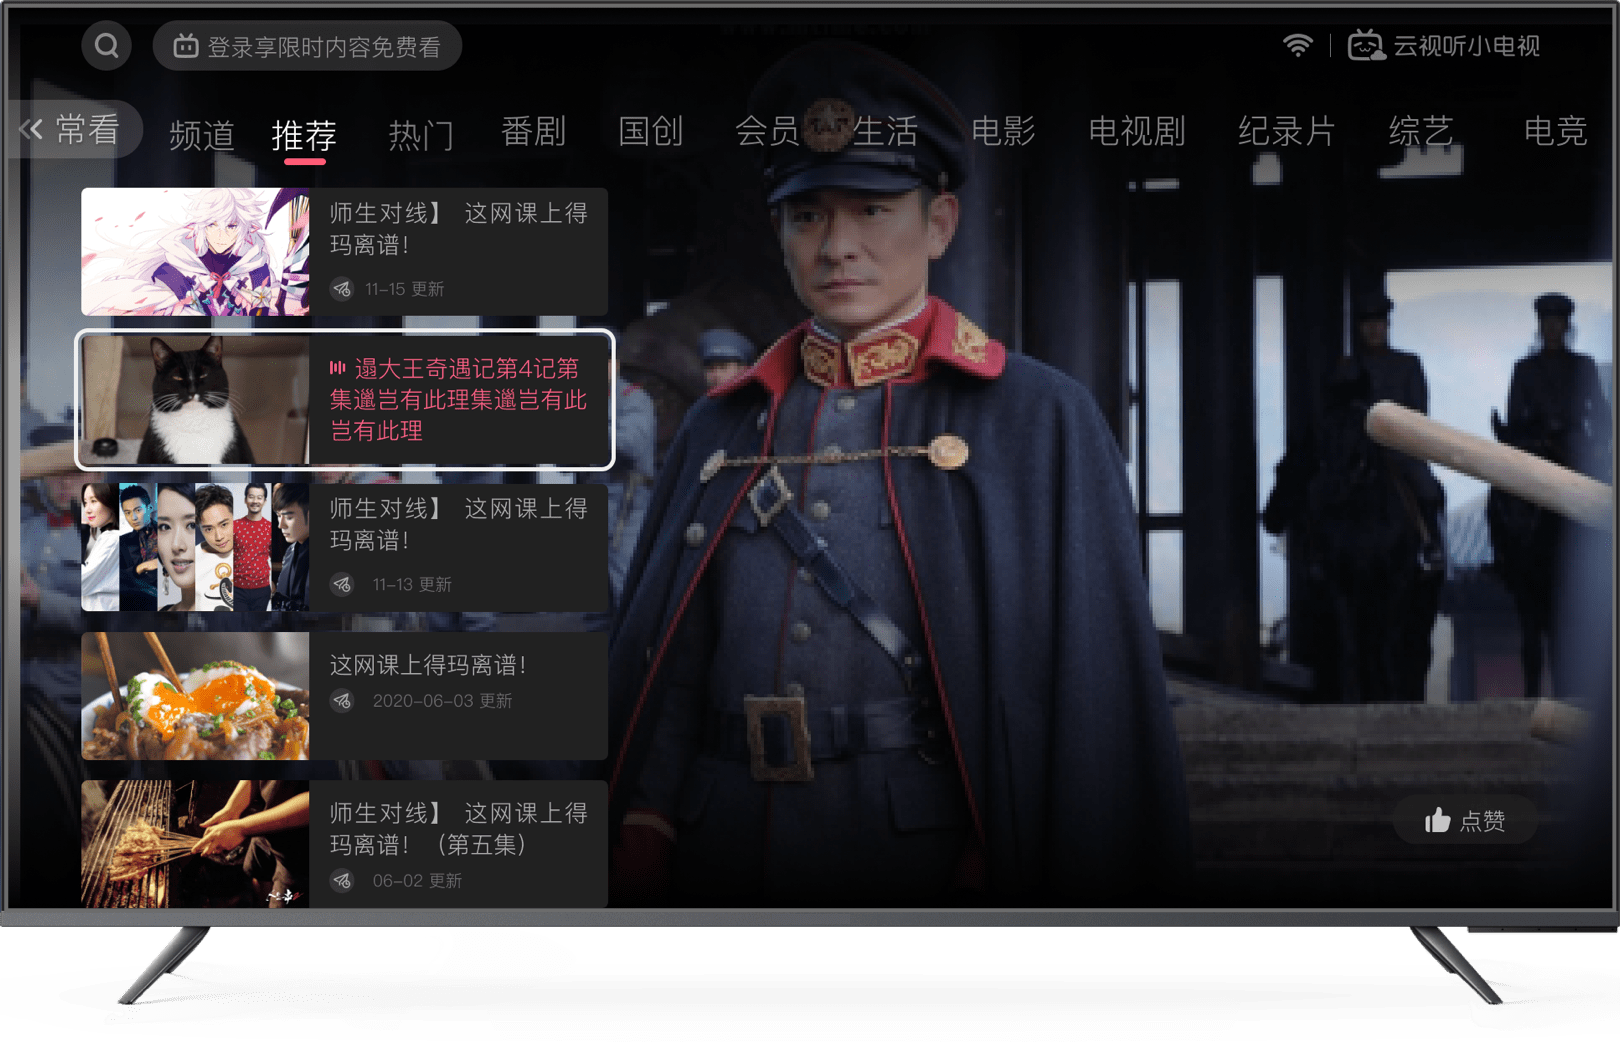 登录享限时内容免费看
云视听小电视
常看
频道
推荐
热门
番剧
国创
会员
生活
电影
电视剧
纪录片
综艺
电竞
师生对线】 这网课上得
玛离谱!
11-15 更新
遢大王奇遇记第4记第
集邋岂有此理集邋岂有此
岂有此理
师生对线】 这网课上得
玛离谱!
11-13 更新
这网课上得玛离谱!
2020-06-03 更新
师生对线】 这网课上得
玛离谱! (第五集)
06-02 更新
点赞